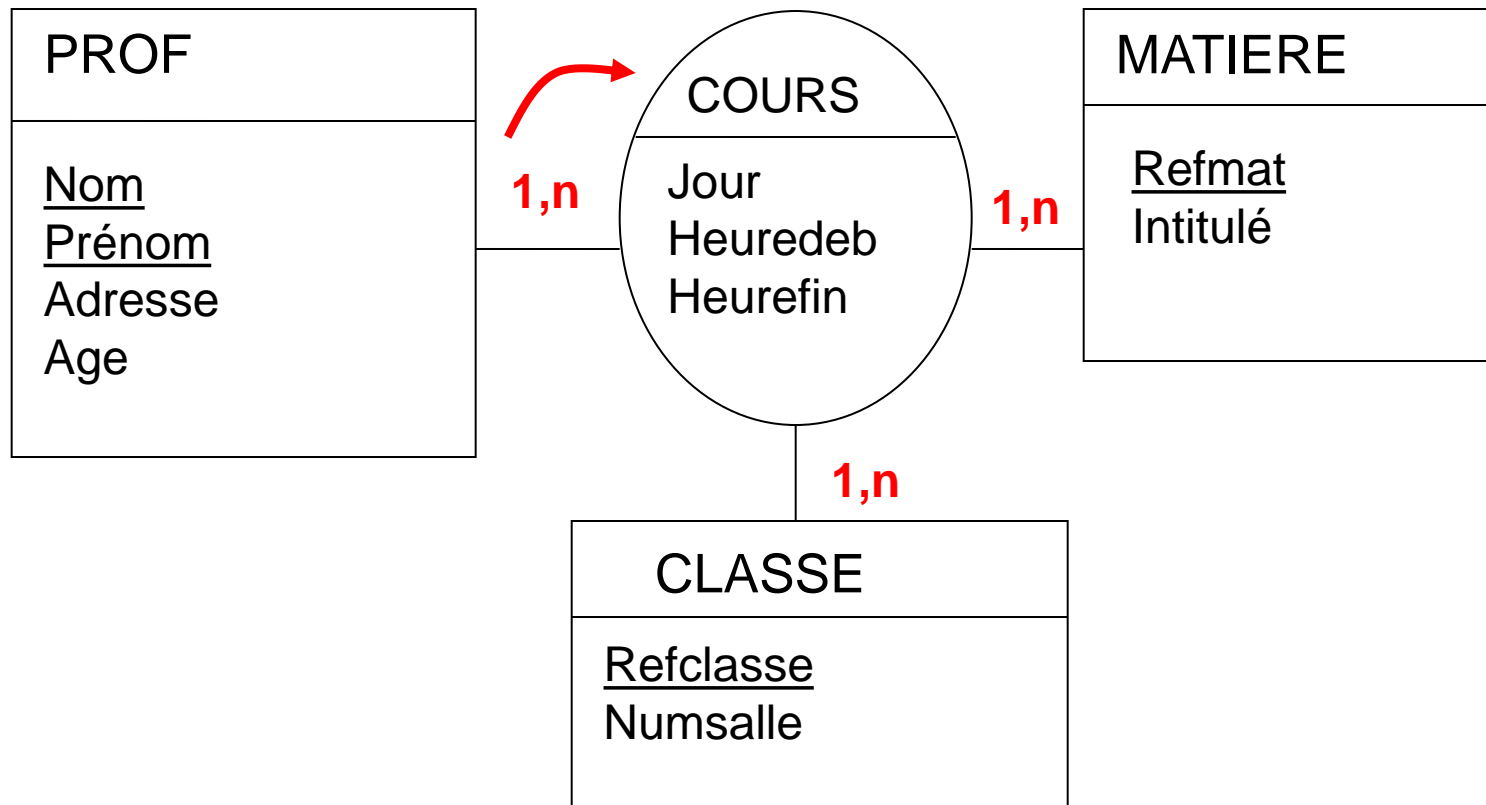 PROF
Nom
Prénom
Adresse
Age
1,n
COURS
Jour
Heuredeb
Heurefin
1,n
MATIERE
Refmat
Intitulé
1,n
CLASSE
Refclasse
Numsalle